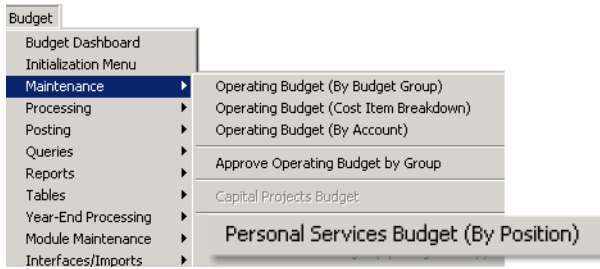 Budget
Budget Dashboard
Initialization Menu
Maintenance
Processing
Posting
Queries
Reports
Tables
Year-End Processing
Module Maintenance
Interfaces/Imports
Operating Budget (By Budget Group)
Operating Budget (Cost Item Breakdown)
Operating Budget (By Account)
Approve Operating Budget by Group
Capital Projects Budget
Personal Services Budget (By Position)